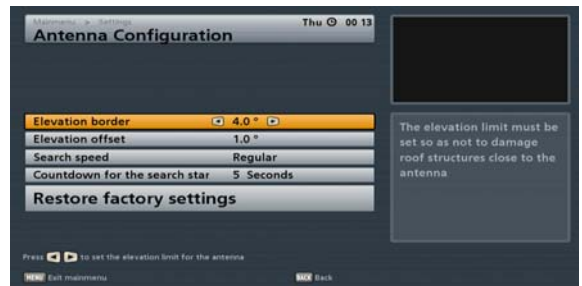 Mainmenu > Settings
Antenna Configuration
Thu 00 13
Elevation border 4.0 °
Elevation offset 1.0 °
Search speed Regular
Countdown for the search star 5 Seconds
Restore factory settings
The elevation limit must be
set so as not to damage
roof structures close to the
antenna
Press to set the elevation limit for the antenna
MENU Exit mainmenu
BACK Back